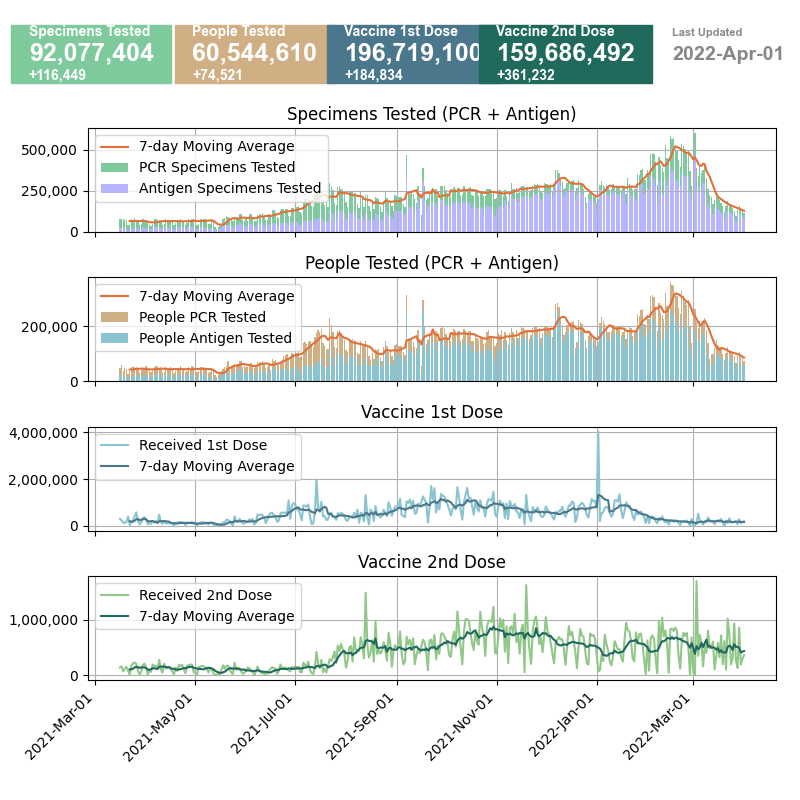 Specimens Tested
92,077,404
+116,449
People Tested
60,544,610
+74,521
Vaccine 1st Dose
196,719,100
+184,834
Vaccine 2nd Dose
159,686,492
+361,232
Last Updated
2022-Apr-01
Specimens Tested (PCR + Antigen)
7-day Moving Average
PCR Specimens Tested
Antigen Specimens Tested
500,000
250,000
0
People Tested (PCR + Antigen)
7-day Moving Average
People PCR Tested
People Antigen Tested
200,000
0
Vaccine 1st Dose
Received 1st Dose
7-day Moving Average
4,000,000
2,000,000
0
Vaccine 2nd Dose
Received 2nd Dose
7-day Moving Average
1,000,000
0
2021-Mar-01
2021-May-01
2021-Jul-01
2021-Sep-01
2021-Nov-01
2022-Jan-01
2022-Mar-01